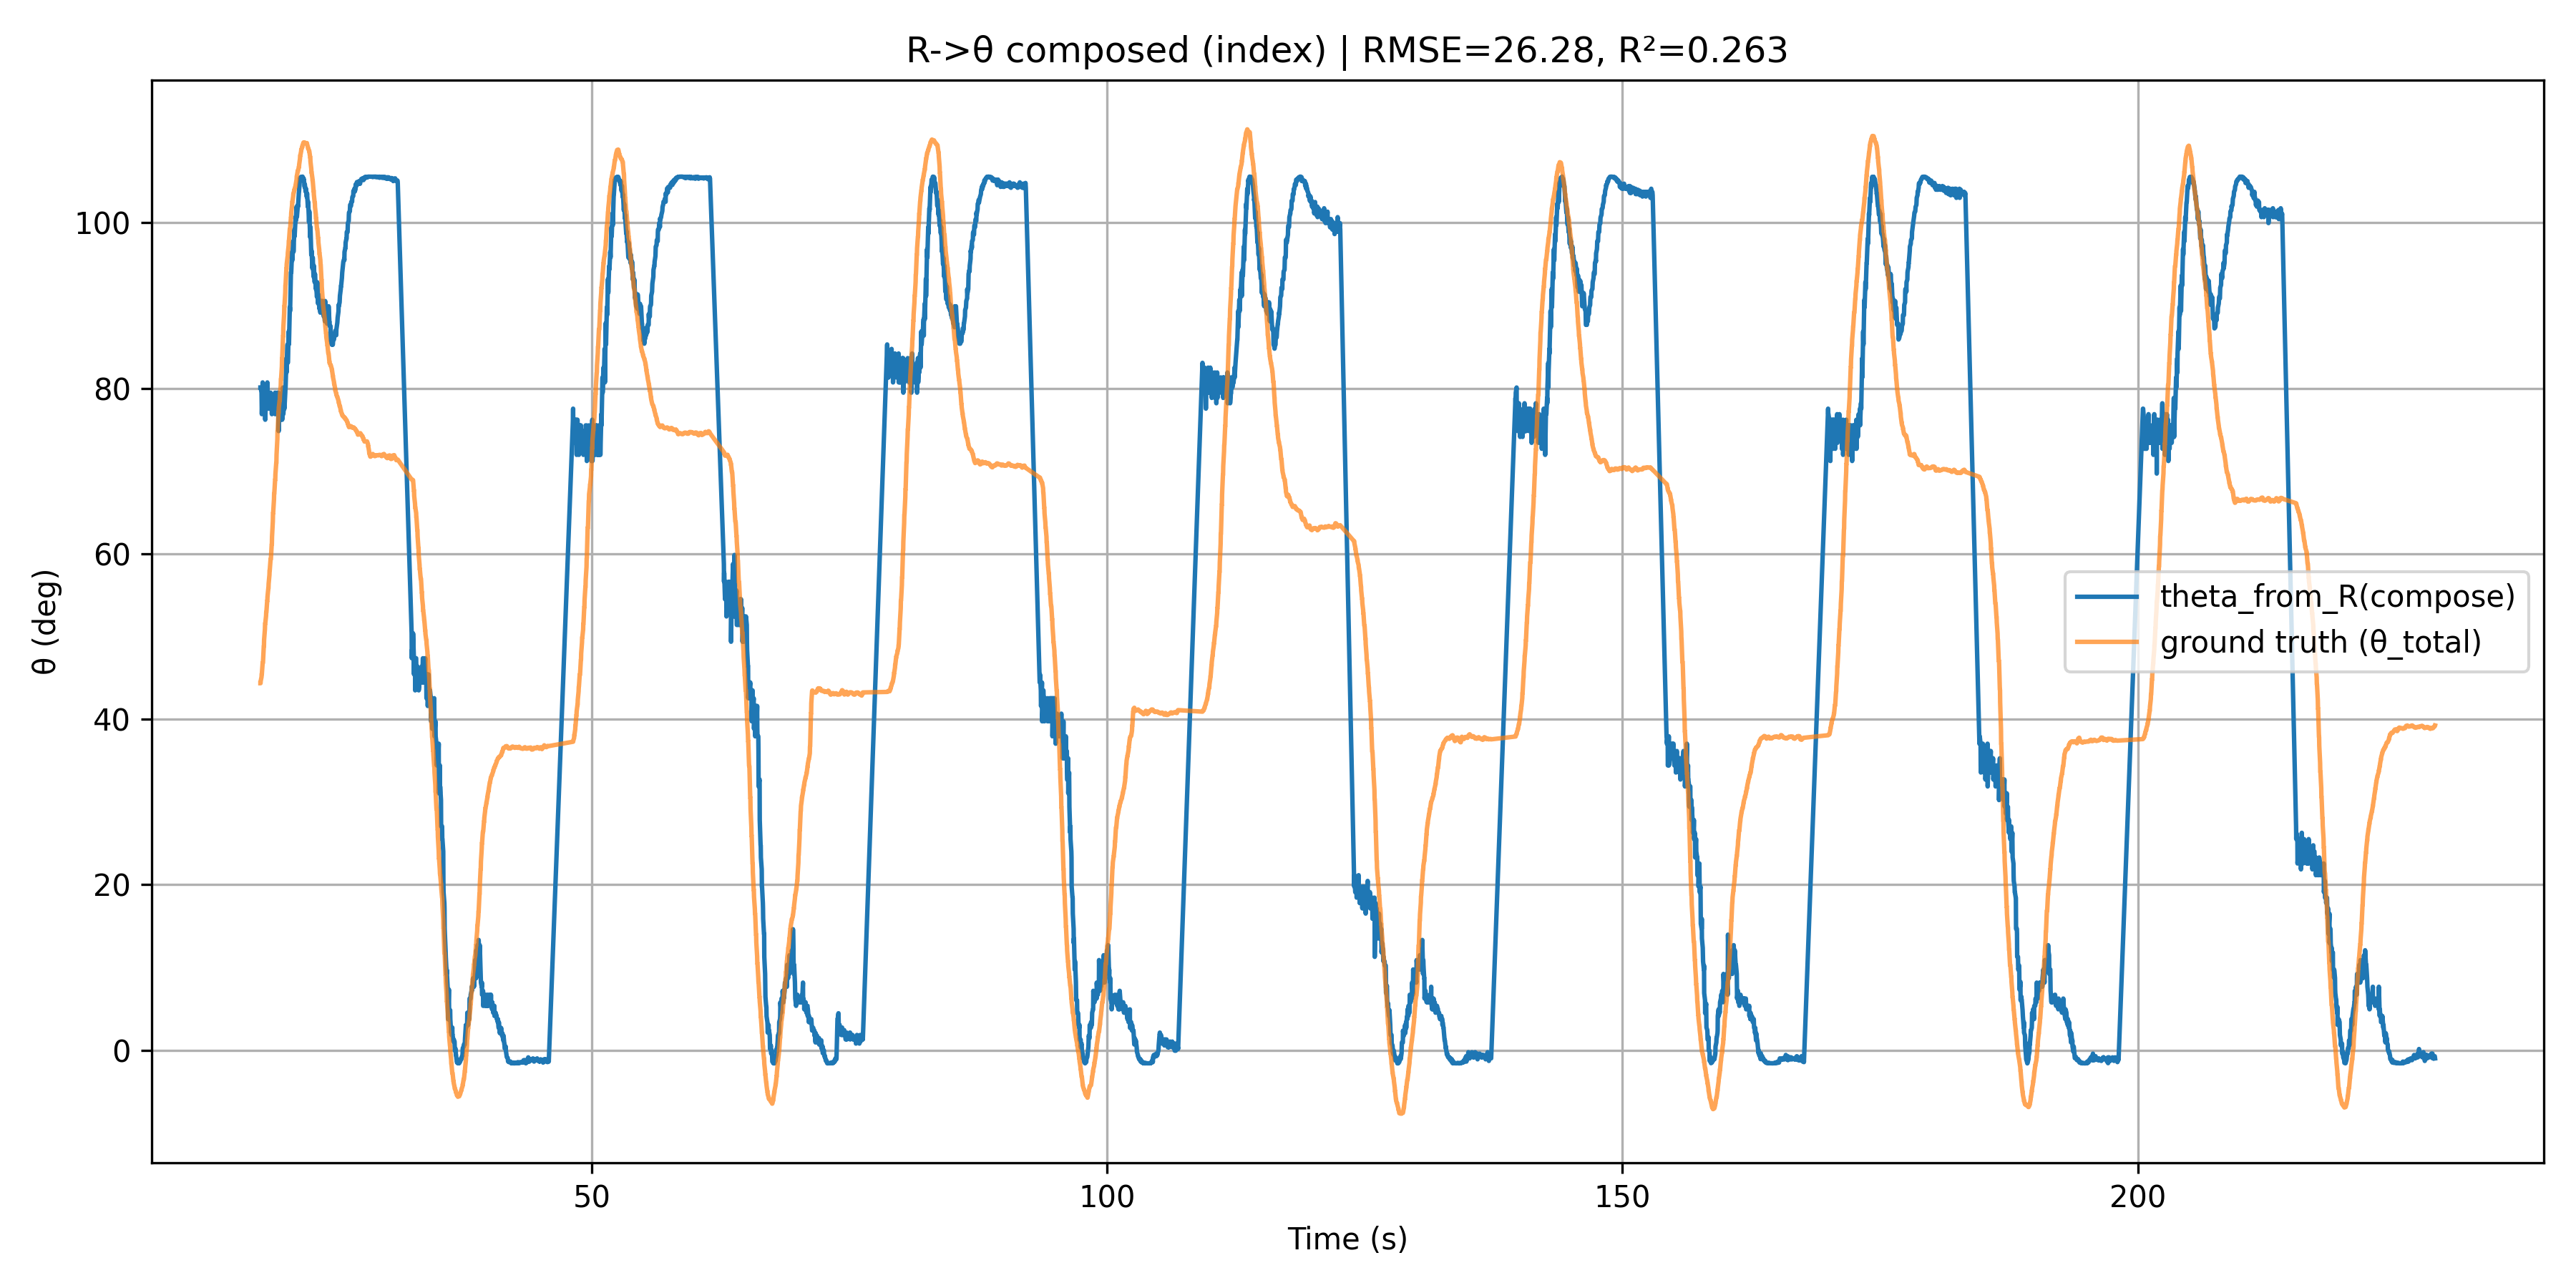 R->θ composed (index) | RMSE=26.28, R²=0.263
θ (deg)
100
80
60
40
20
0
theta_from_R(compose)
ground truth (θ_total)
50 100 150 200
Time (s)